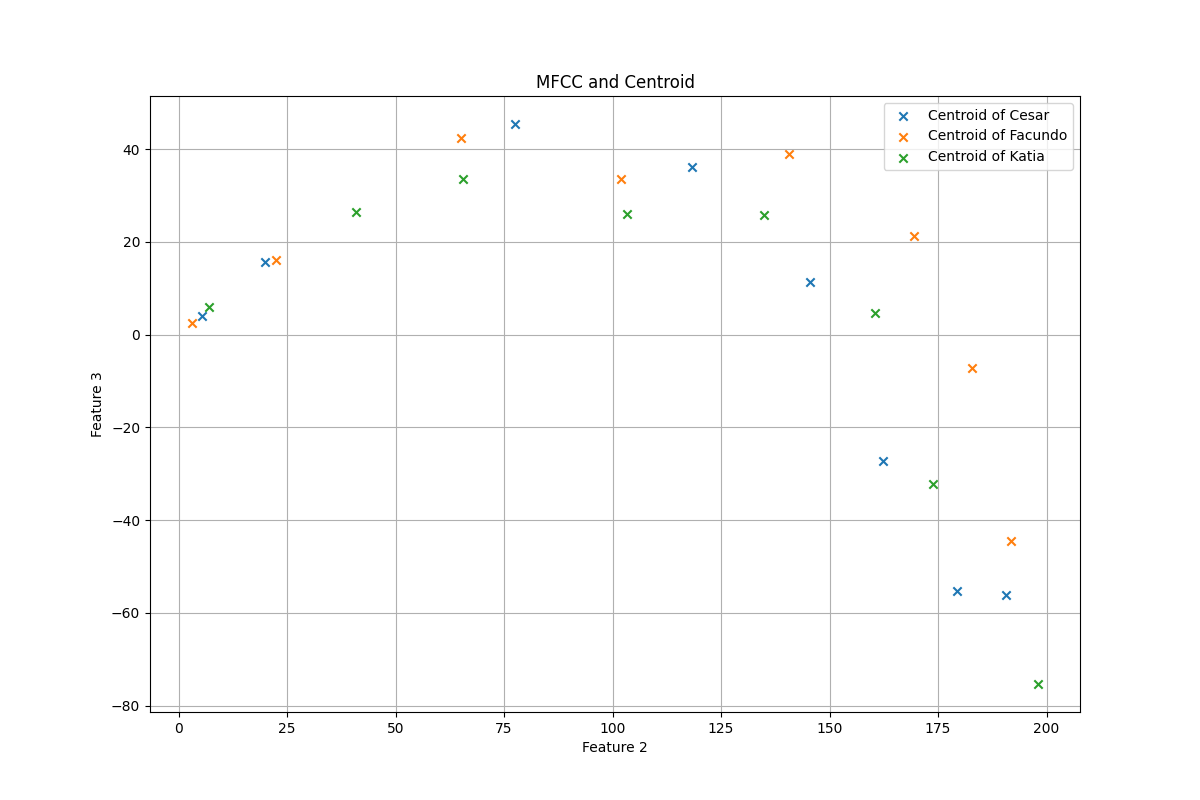 MFCC and Centroid
Centroid of Cesar
Centroid of Facundo
Centroid of Katia
Feature 3
40
20
0
−20
−40
−60
−80
0 25 50 75 100 125 150 175 200
Feature 2